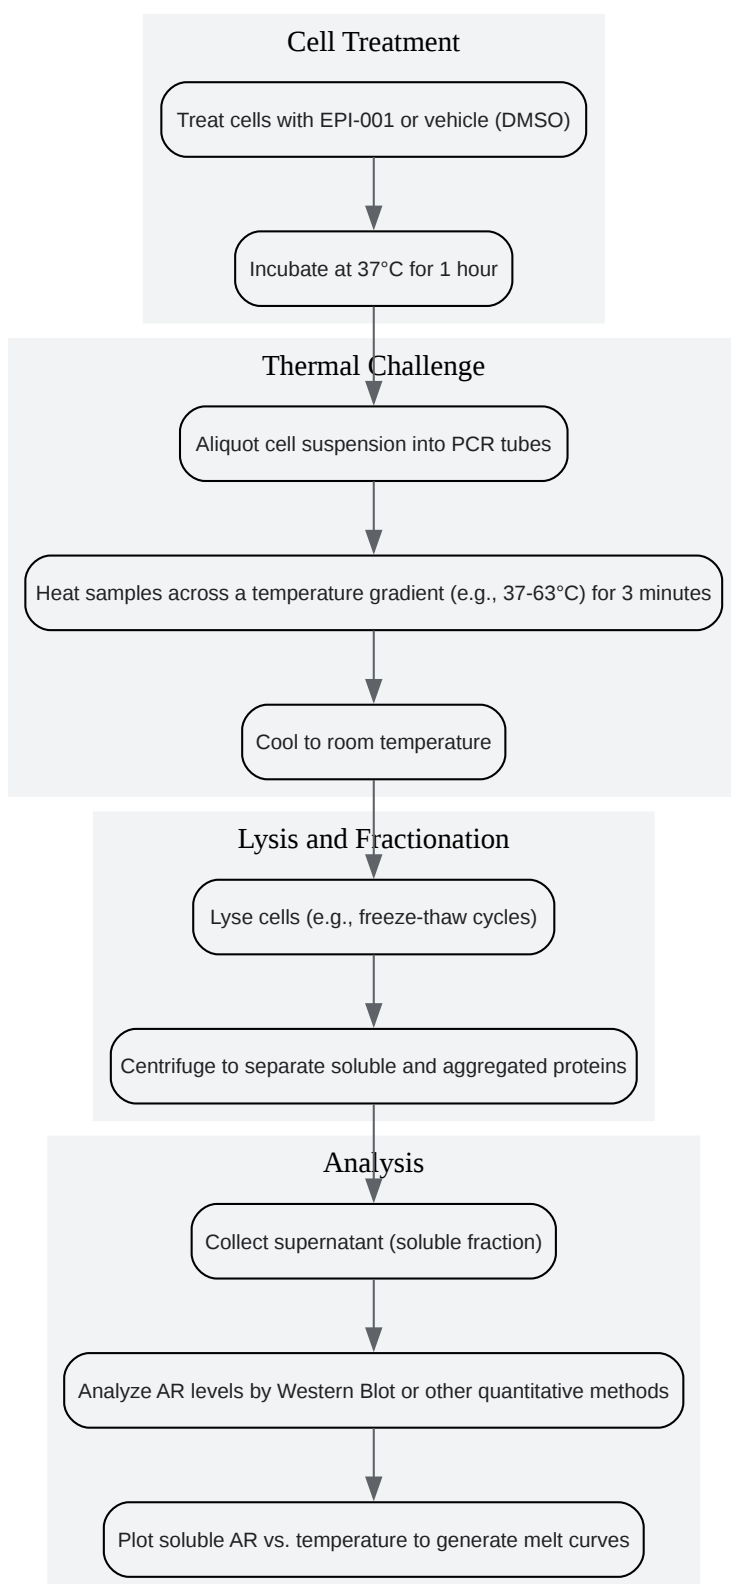 Cell Treatment
Treat cells with EPI-001 or vehicle (DMSO)
Incubate at 37°C for 1 hour
Thermal Challenge
Aliquot cell suspension into PCR tubes
Heat samples across a temperature gradient (e.g., 37-63°C) for 3 minutes
Cool to room temperature
Lysis and Fractionation
Lyse cells (e.g., freeze-thaw cycles)
Centrifuge to separate soluble and aggregated proteins
Analysis
Collect supernatant (soluble fraction)
Analyze AR levels by Western Blot or other quantitative methods
Plot soluble AR vs. temperature to generate melt curves